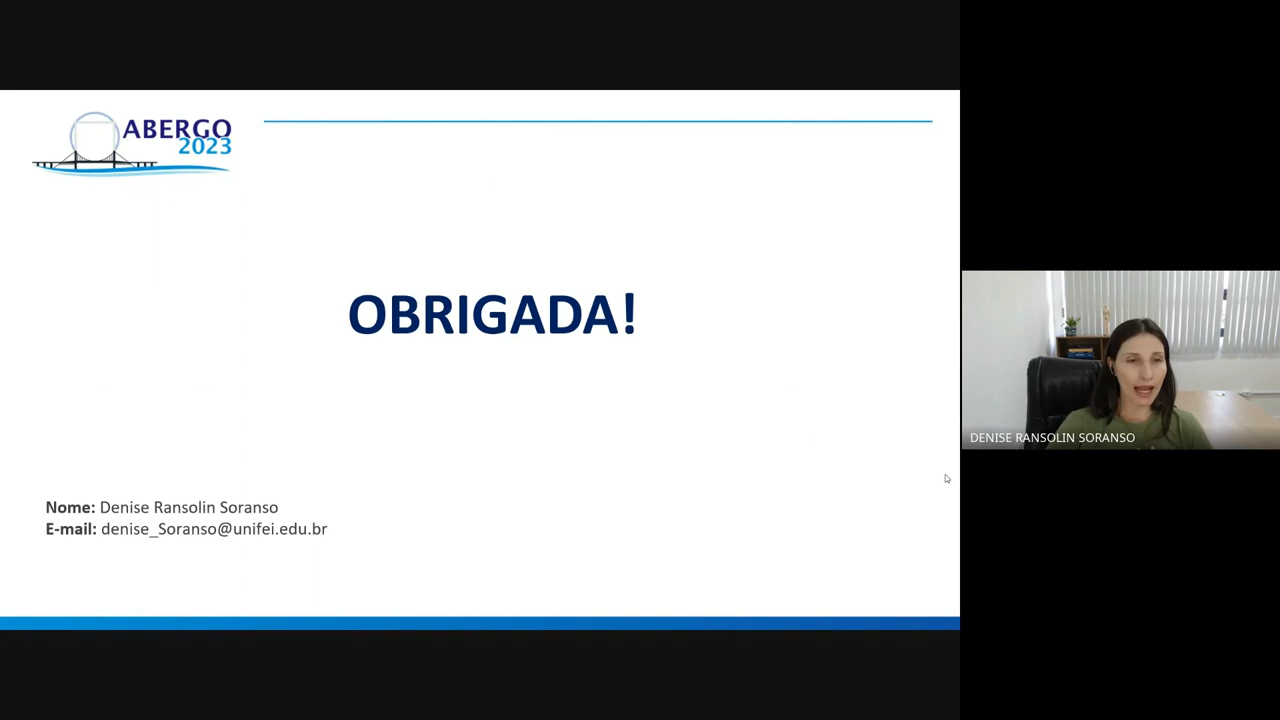 ABERGO
2023
OBRIGADA!
Nome: Denise Ransolin Soranso
E-mail: denise_Soranso@unifei.edu.br
DENISE RANSOLIN SORANSO